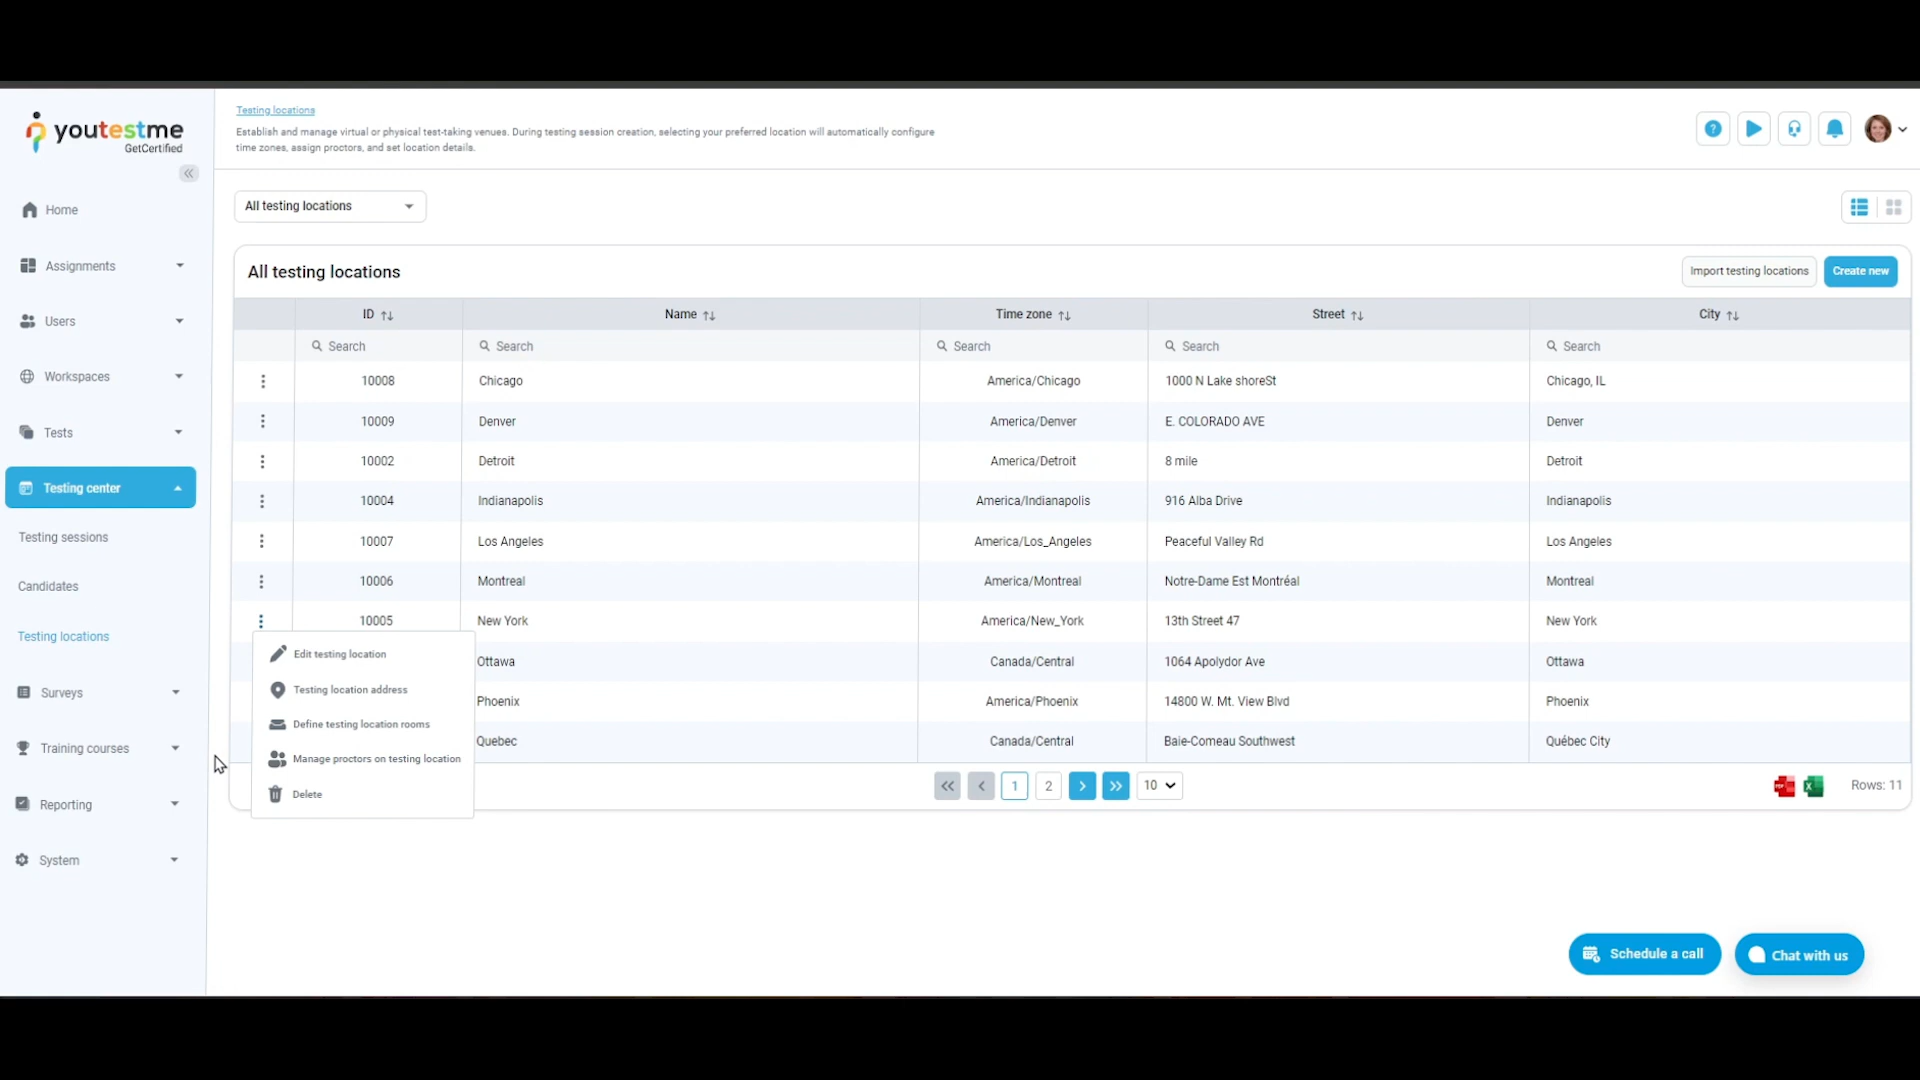 youtestme
GetCertified
Testing locations
Establish and manage virtual or physical test-taking venues. During testing session creation, selecting your preferred location will automatically configure
time zones, assign proctors, and set location details.
Home
Assignments
Users
Workspaces
Tests
Testing center
Testing sessions
Candidates
Testing locations
Surveys
Training courses
Reporting
System
All testing locations
All testing locations
Import testing locations
Create new
ID Name Time zone Street City
Search Search Search Search Search
10008 Chicago America/Chicago 1000 N Lake shoreSt Chicago, IL
10009 Denver America/Denver E. COLORADO AVE Denver
10002 Detroit America/Detroit 8 mile Detroit
10004 Indianapolis America/Indianapolis 916 Alba Drive Indianapolis
10007 Los Angeles America/Los_Angeles Peaceful Valley Rd Los Angeles
10006 Montreal America/Montreal Notre-Dame Est Montréal Montreal
10005 New York America/New_York 13th Street 47 New York
Ottawa Canada/Central 1064 Apolydor Ave Ottawa
Phoenix America/Phoenix 14800 W. Mt. View Blvd Phoenix
Quebec Canada/Central Baie-Comeau Southwest Québec City
Edit testing location
Testing location address
Define testing location rooms
Manage proctors on testing location
Delete
1 2 10
Rows: 11
Schedule a call
Chat with us